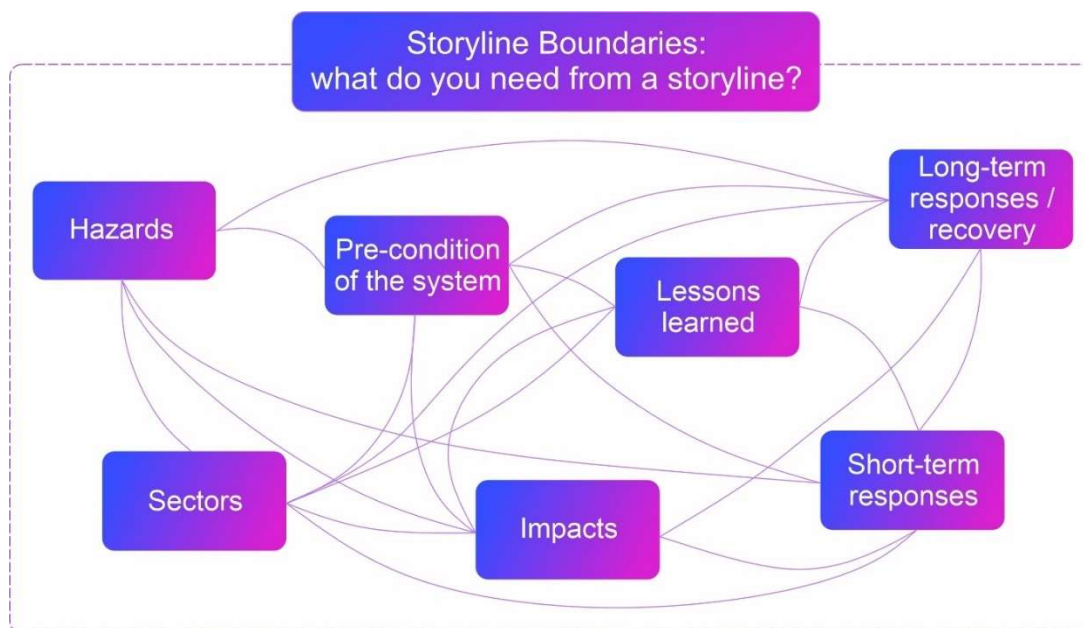 Storyline Boundaries:
what do you need from a storyline?
Hazards
Pre-condition
of the system
Lessons
learned
Long-term
responses /
recovery
Sectors
Impacts
Short-term
responses